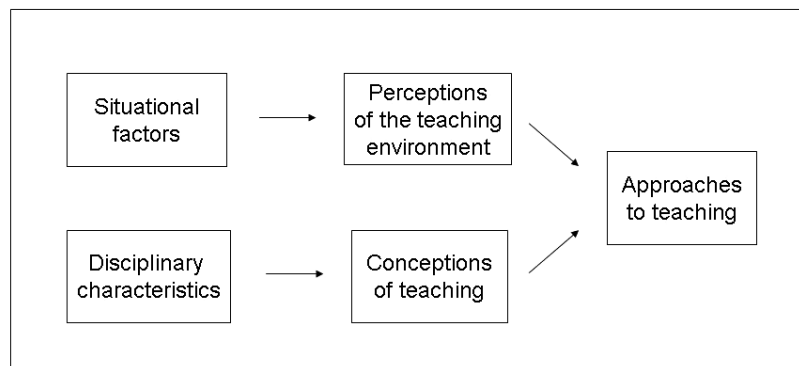 Situational
factors
Perceptions
of the teaching
environment
Approaches
to teaching
Disciplinary
characteristics
Conceptions
of teaching